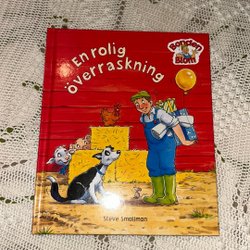 Bonden
Blom
En rolig
överraskning
Steve Smallman